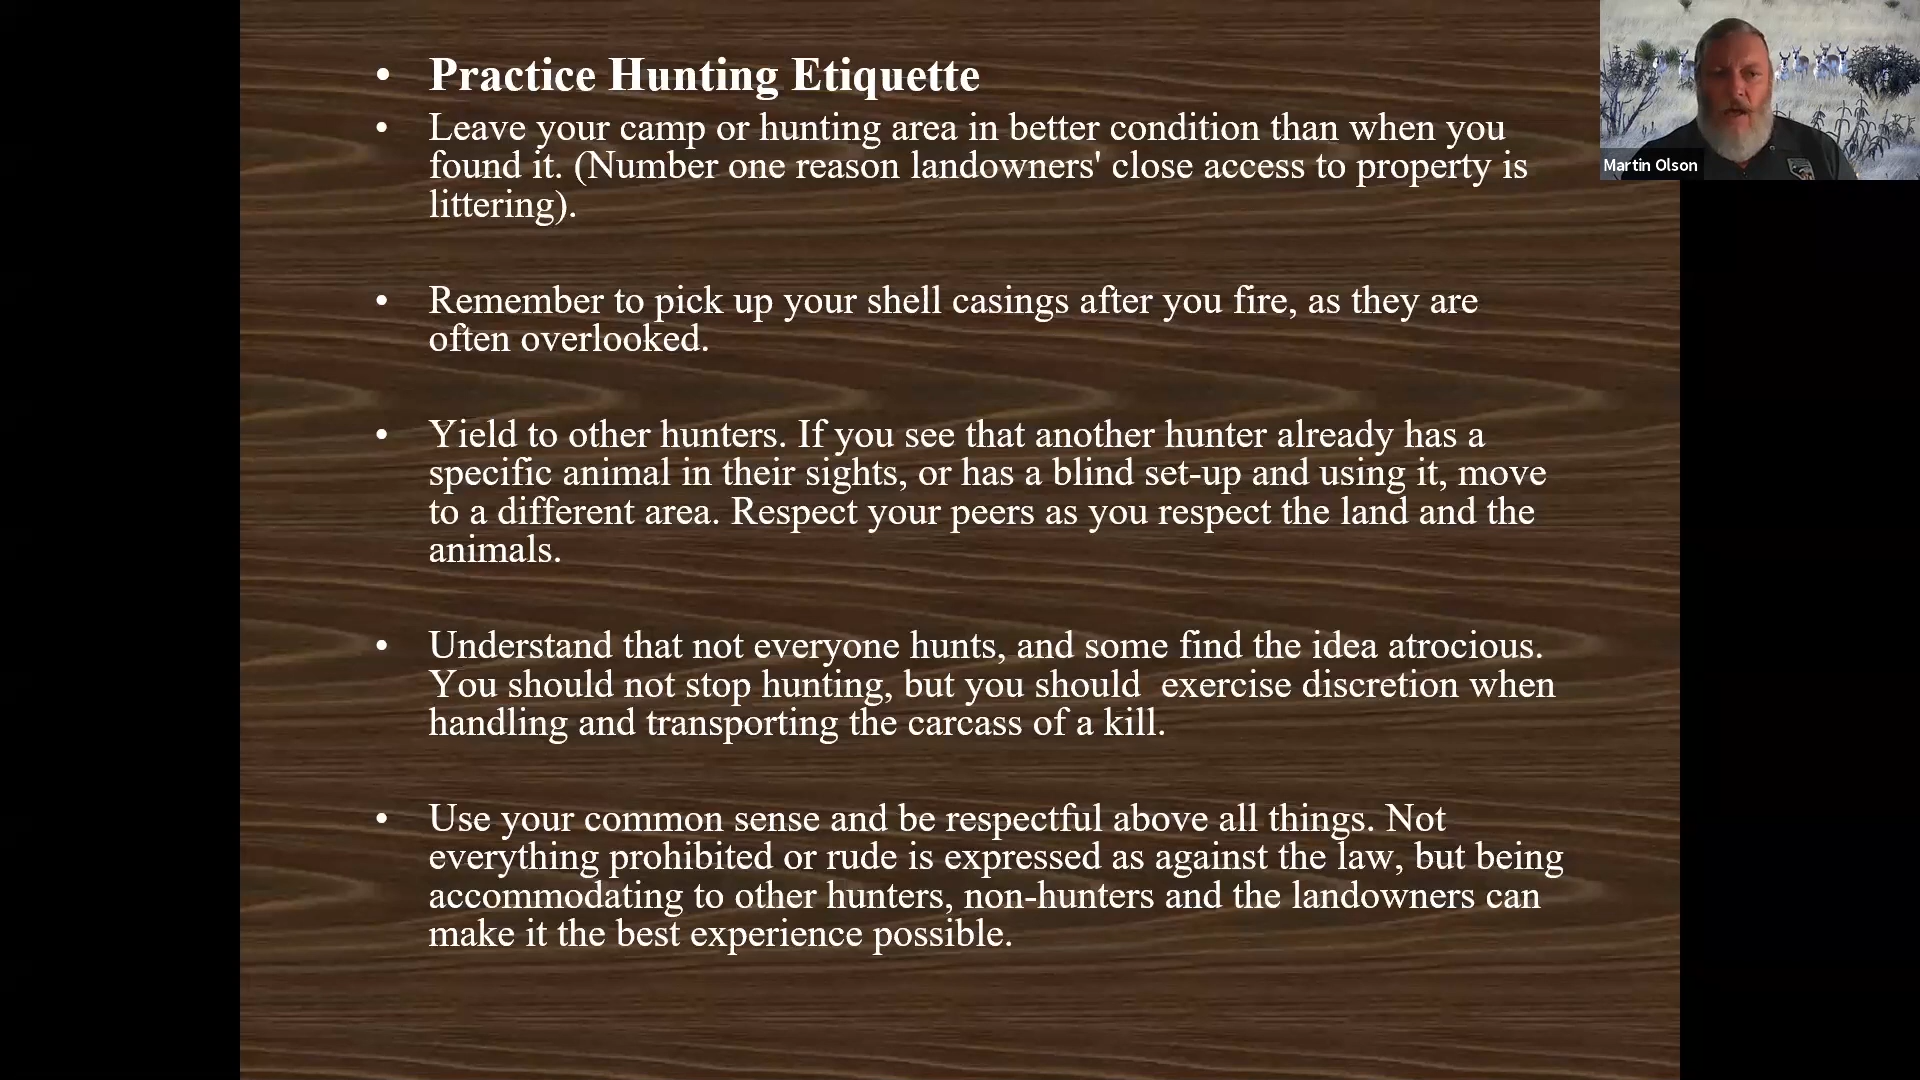 • Practice Hunting Etiquette
• Leave your camp or hunting area in better condition than when you
found it. (Number one reason landowners' close access to property is
littering).
• Remember to pick up your shell casings after you fire, as they are
often overlooked.
• Yield to other hunters. If you see that another hunter already has a
specific animal in their sights, or has a blind set-up and using it, move
to a different area. Respect your peers as you respect the land and the
animals.
• Understand that not everyone hunts, and some find the idea atrocious.
You should not stop hunting, but you should  exercise discretion when
handling and transporting the carcass of a kill.
• Use your common sense and be respectful above all things. Not
everything prohibited or rude is expressed as against the law, but being
accommodating to other hunters, non-hunters and the landowners can
make it the best experience possible.
Martin Olson